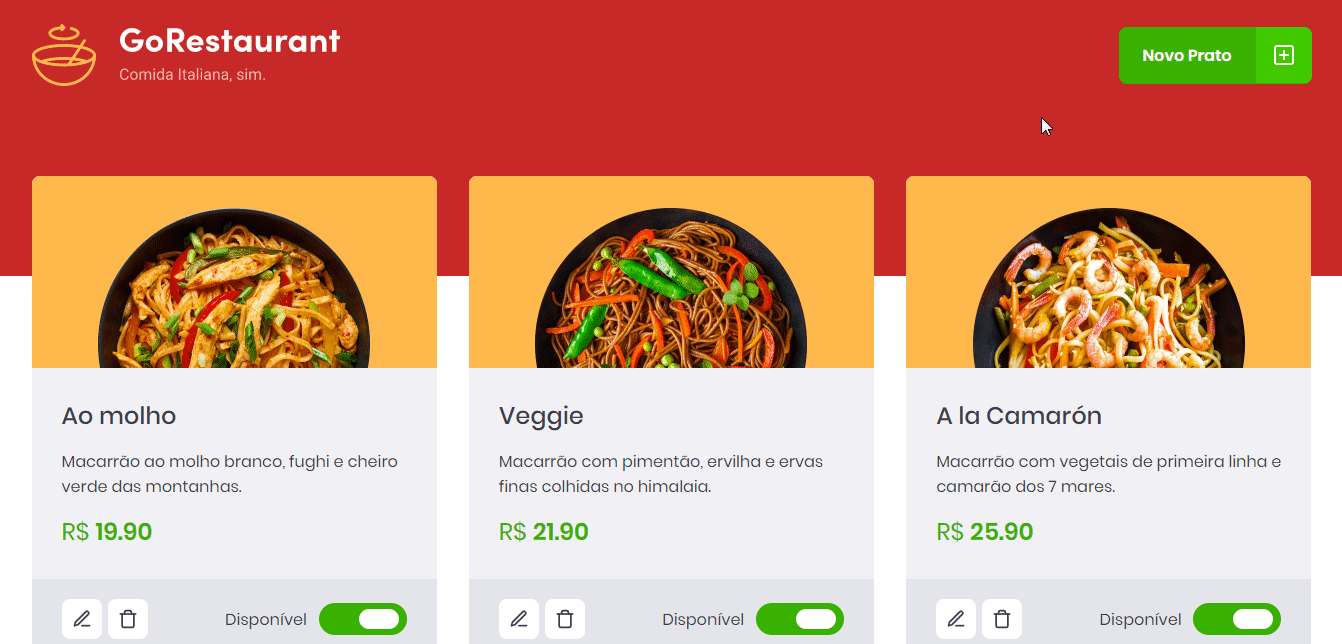 GoRestaurant
Comida Italiana, sim.
Novo Prato
Ao molho
Macarrão ao molho branco, fughi e cheiro
verde das montanhas.
R$ 19.90
Disponível
Veggie
Macarrão com pimentão, ervilha e ervas
finas colhidas no himalaia.
R$ 21.90
Disponível
A la Camarón
Macarrão com vegetais de primeira linha e
camarão dos 7 mares.
R$ 25.90
Disponível